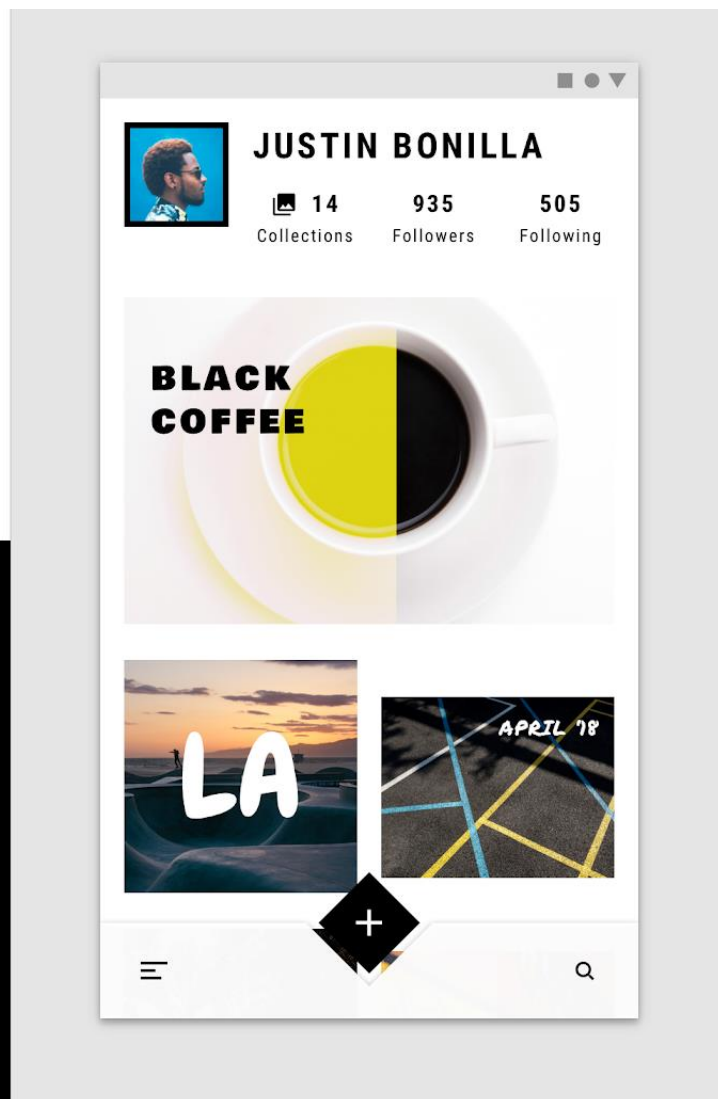 JUSTIN BONILLA
14 935 505
Collections Followers Following
BLACK
COFFEE
LA
APRIL '18